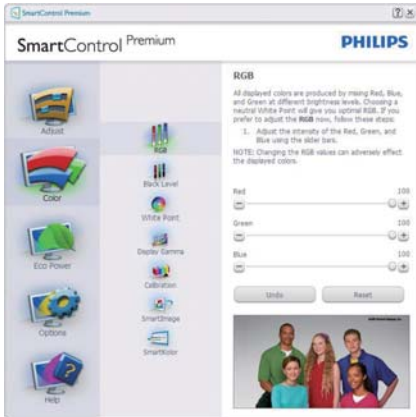 SmartControl Premium
SmartControl Premium
PHILIPS
Adjust
Color
Eco Power
Options
Help
RGB
Black Level
White Point
Display Gamma
Calibration
SmartImage
SmartKolor
RGB
All displayed colors are produced by mixing Red, Blue,
and Green at different brightness levels. Choosing a
neutral White Point will give you optimal RGB. If you
prefer to adjust the RGB now, follow these steps:
1. Adjust the intensity of the Red, Green, and
Blue using the slider bars.
NOTE: Changing the RGB values can adversely effect
the displayed colors.
Red 100
Green 100
Blue 100
Undo Reset